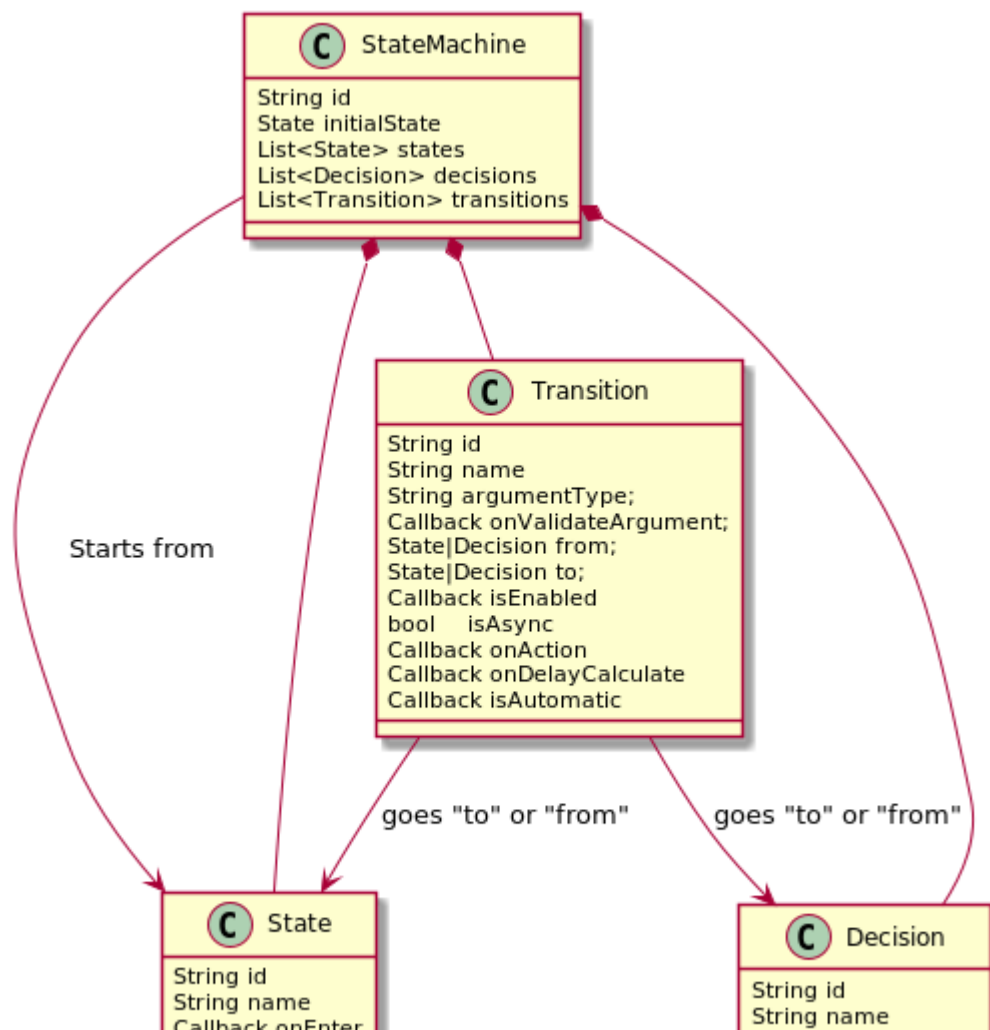 C StateMachine
String id
State initialState
List<State> states
List<Decision> decisions
List<Transition> transitions
C Transition
String id
String name
String argumentType;
Callback onValidateArgument;
State|Decision from;
State|Decision to;
Callback isEnabled
bool isAsync
Callback onAction
Callback onDelayCalculate
Callback isAutomatic
Starts from
goes "to" or "from"
goes "to" or "from"
C State
String id
String name
Callback onEnter
C Decision
String id
String name